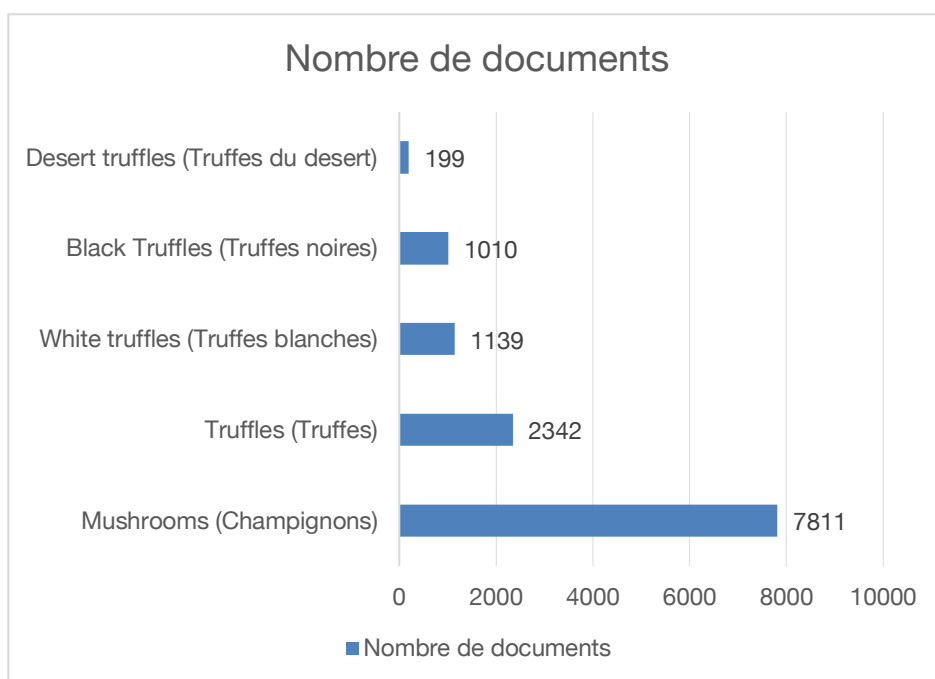 Nombre de documents
Desert truffles (Truffes du desert)
199
Black Truffles (Truffes noires)
1010
White truffles (Truffes blanches)
1139
Truffles (Truffes)
2342
Mushrooms (Champignons)
7811
0 2000 4000 6000 8000 10000
Nombre de documents